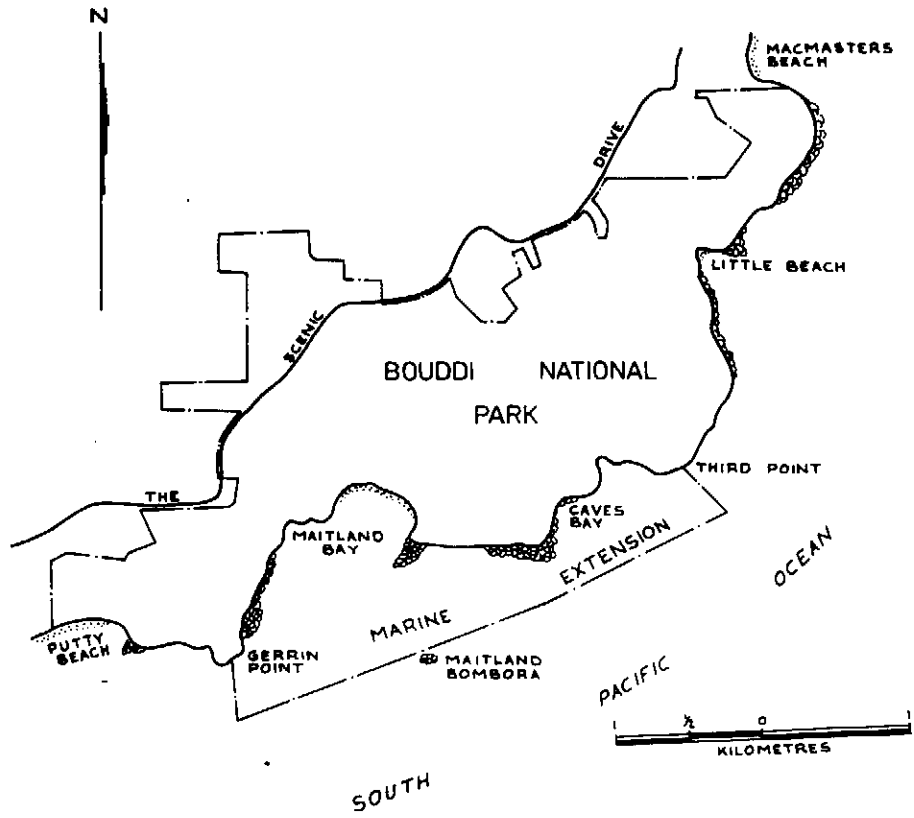 N
MACMASTERS
BEACH
DRIVE
LITTLE BEACH
SCENIC
BOUDDI NATIONAL
PARK
THIRD POINT
THE
CAVES
BAY
MAITLAND
BAY
EXTENSION
OCEAN
MARINE
PUTTY
BEACH
GERRIN
POINT
MAITLAND
BOMBORA
PACIFIC
1 ½ 0 1
KILOMETRES
SOUTH